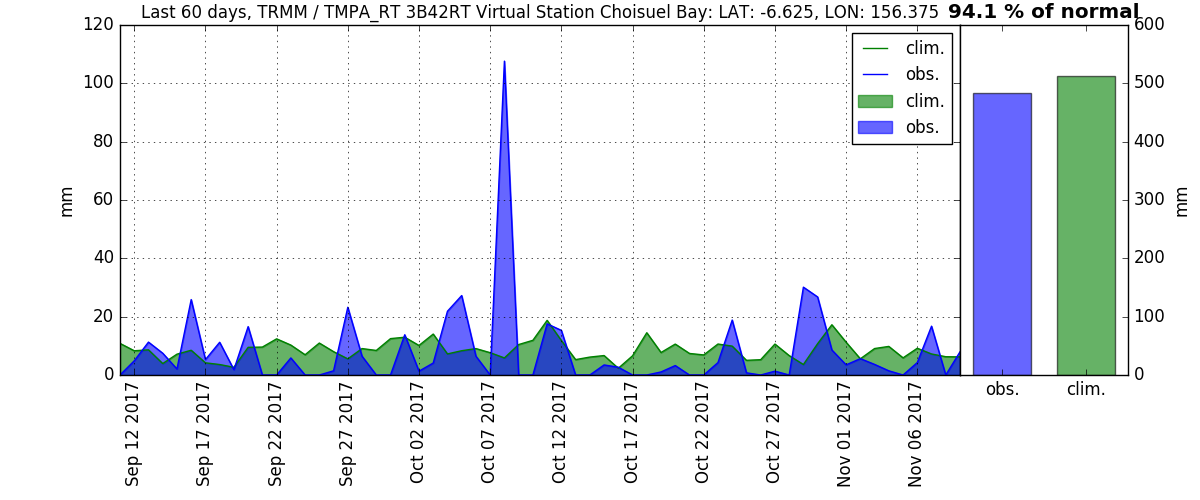 Last 60 days, TRMM / TMPA_RT 3B42RT Virtual Station Choisuel Bay: LAT: -6.625, LON: 156.375 94.1 % of normal
120
100
80
60
40
20
0
mm
clim.
obs.
clim.
obs.
600
500
400
300
200
100
0
mm
Sep 12 2017
Sep 17 2017
Sep 22 2017
Sep 27 2017
Oct 02 2017
Oct 07 2017
Oct 12 2017
Oct 17 2017
Oct 22 2017
Oct 27 2017
Nov 01 2017
Nov 06 2017
obs.
clim.